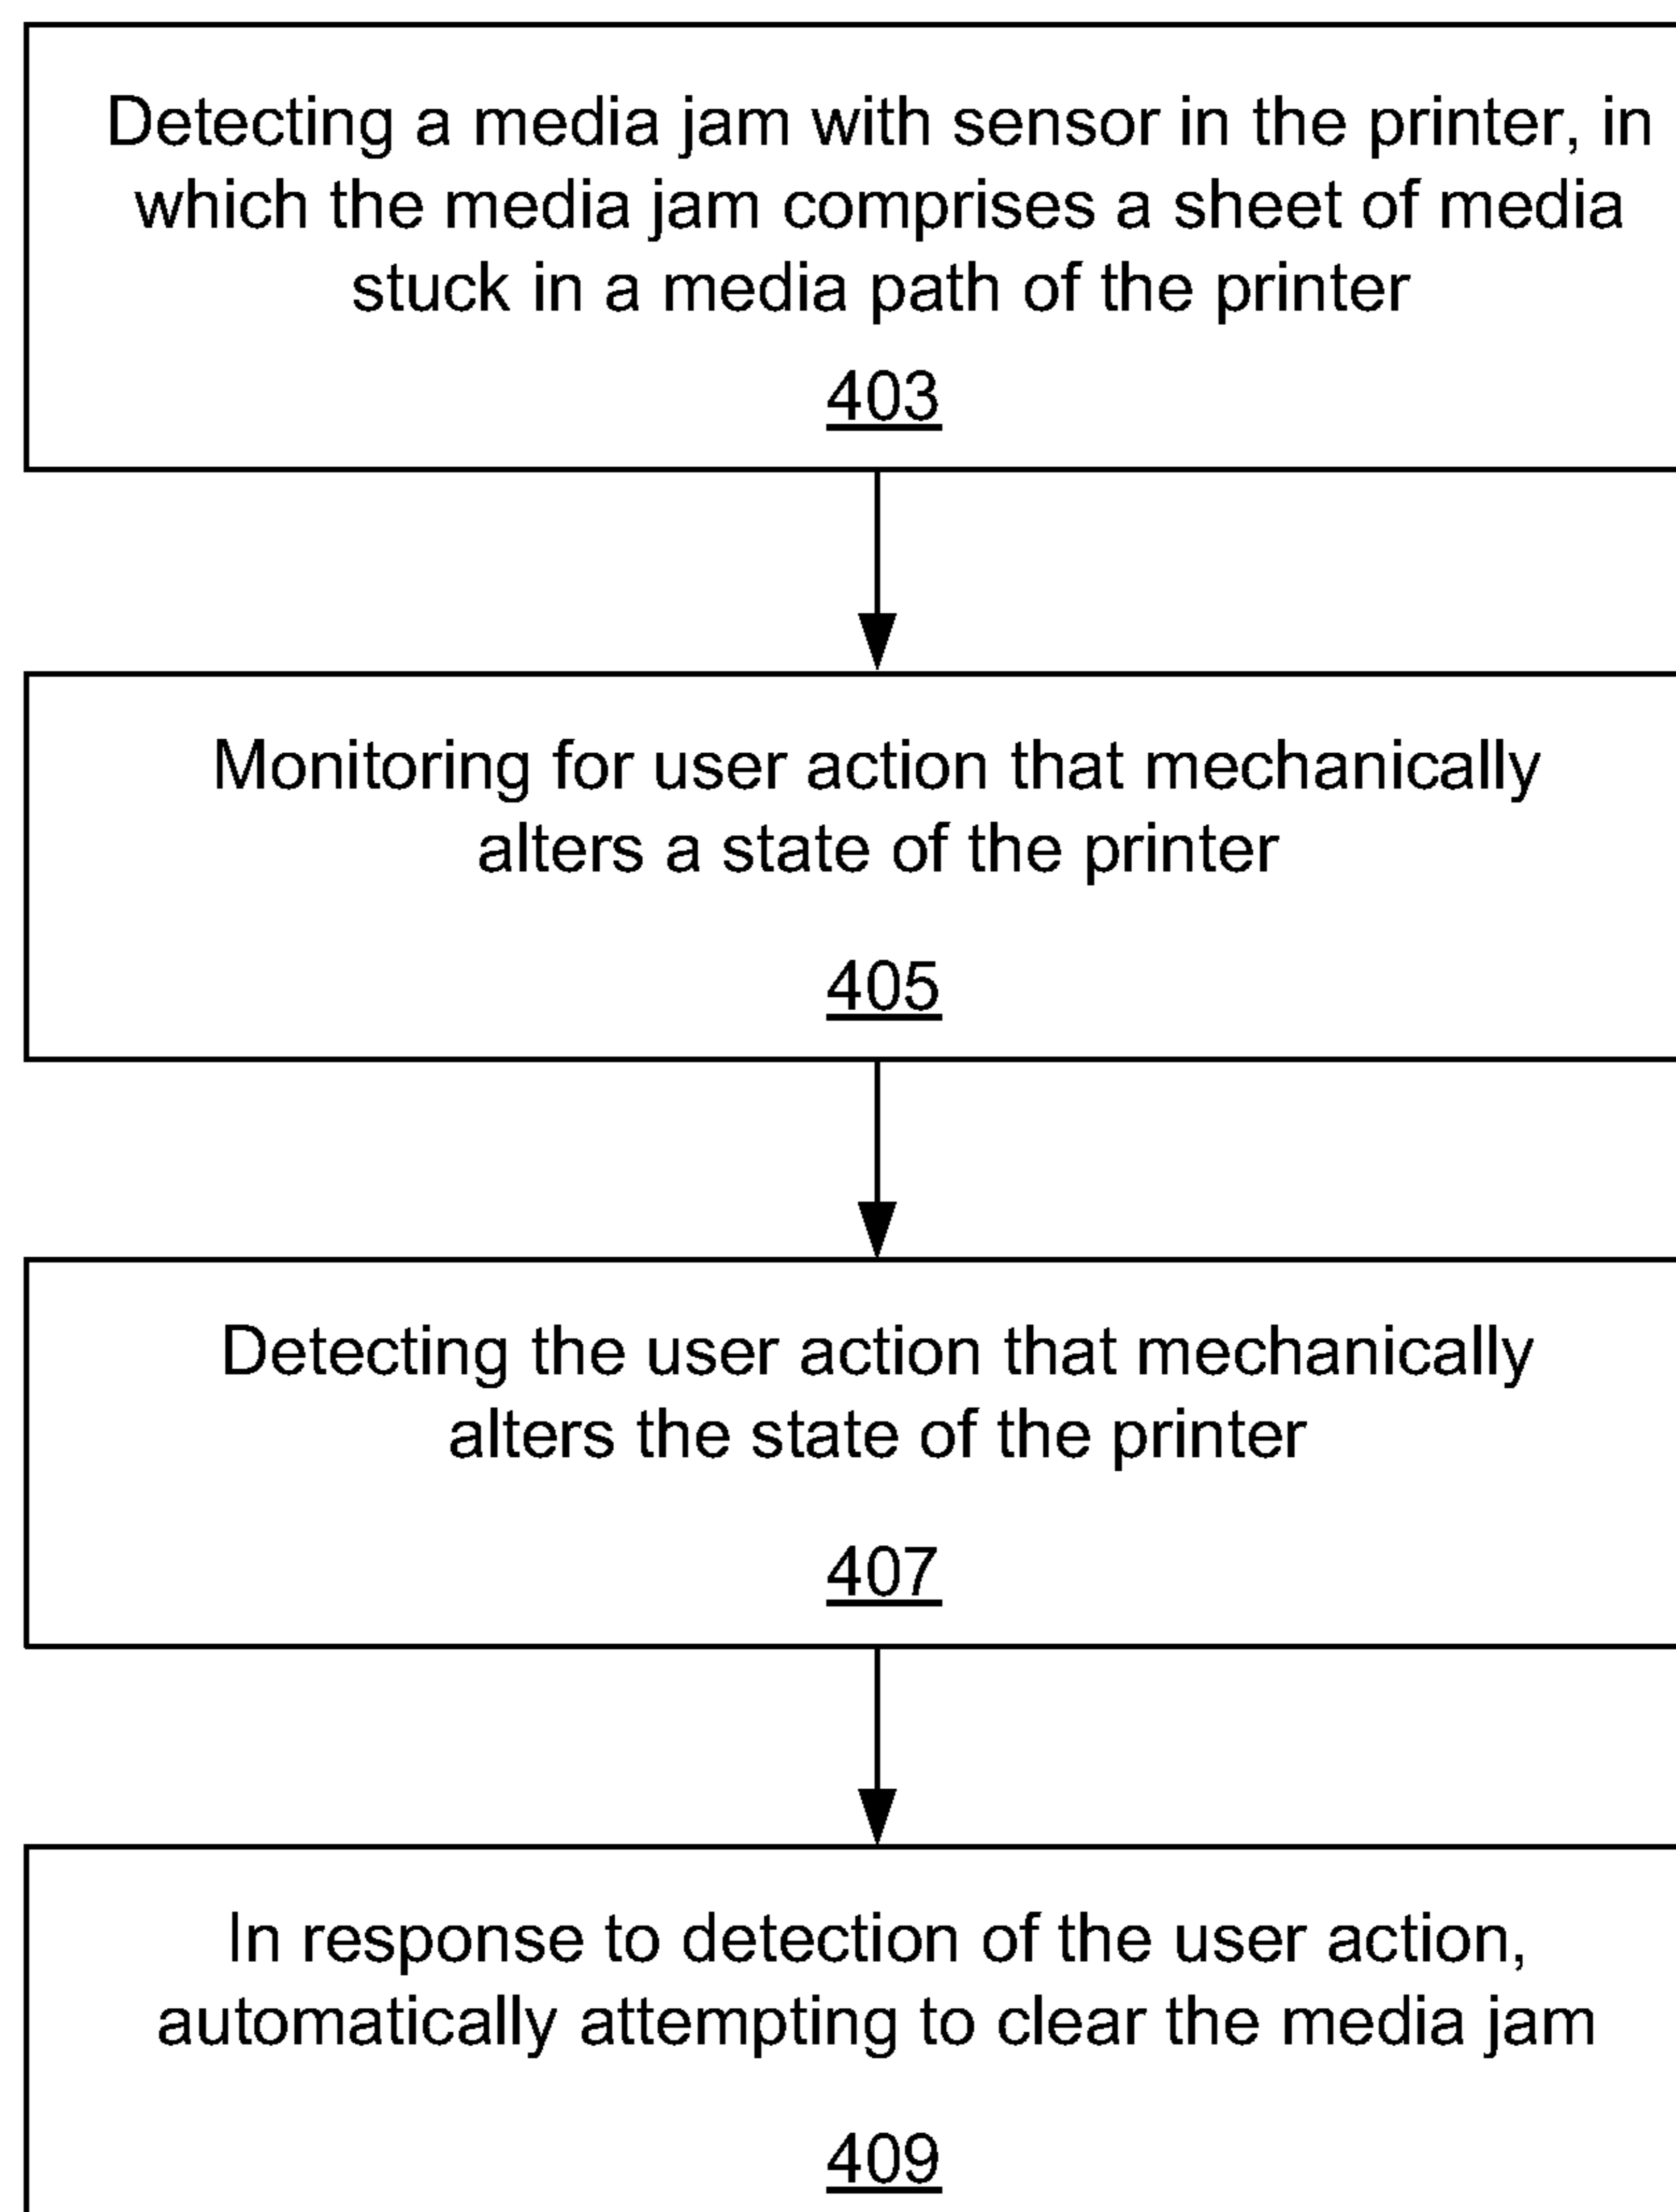 Detecting a media jam with sensor in the printer, in
which the media jam comprises a sheet of media
stuck in a media path of the printer
403
Monitoring for user action that mechanically
alters a state of the printer
405
Detecting the user action that mechanically
alters the state of the printer
407
In response to detection of the user action,
automatically attempting to clear the media jam
409